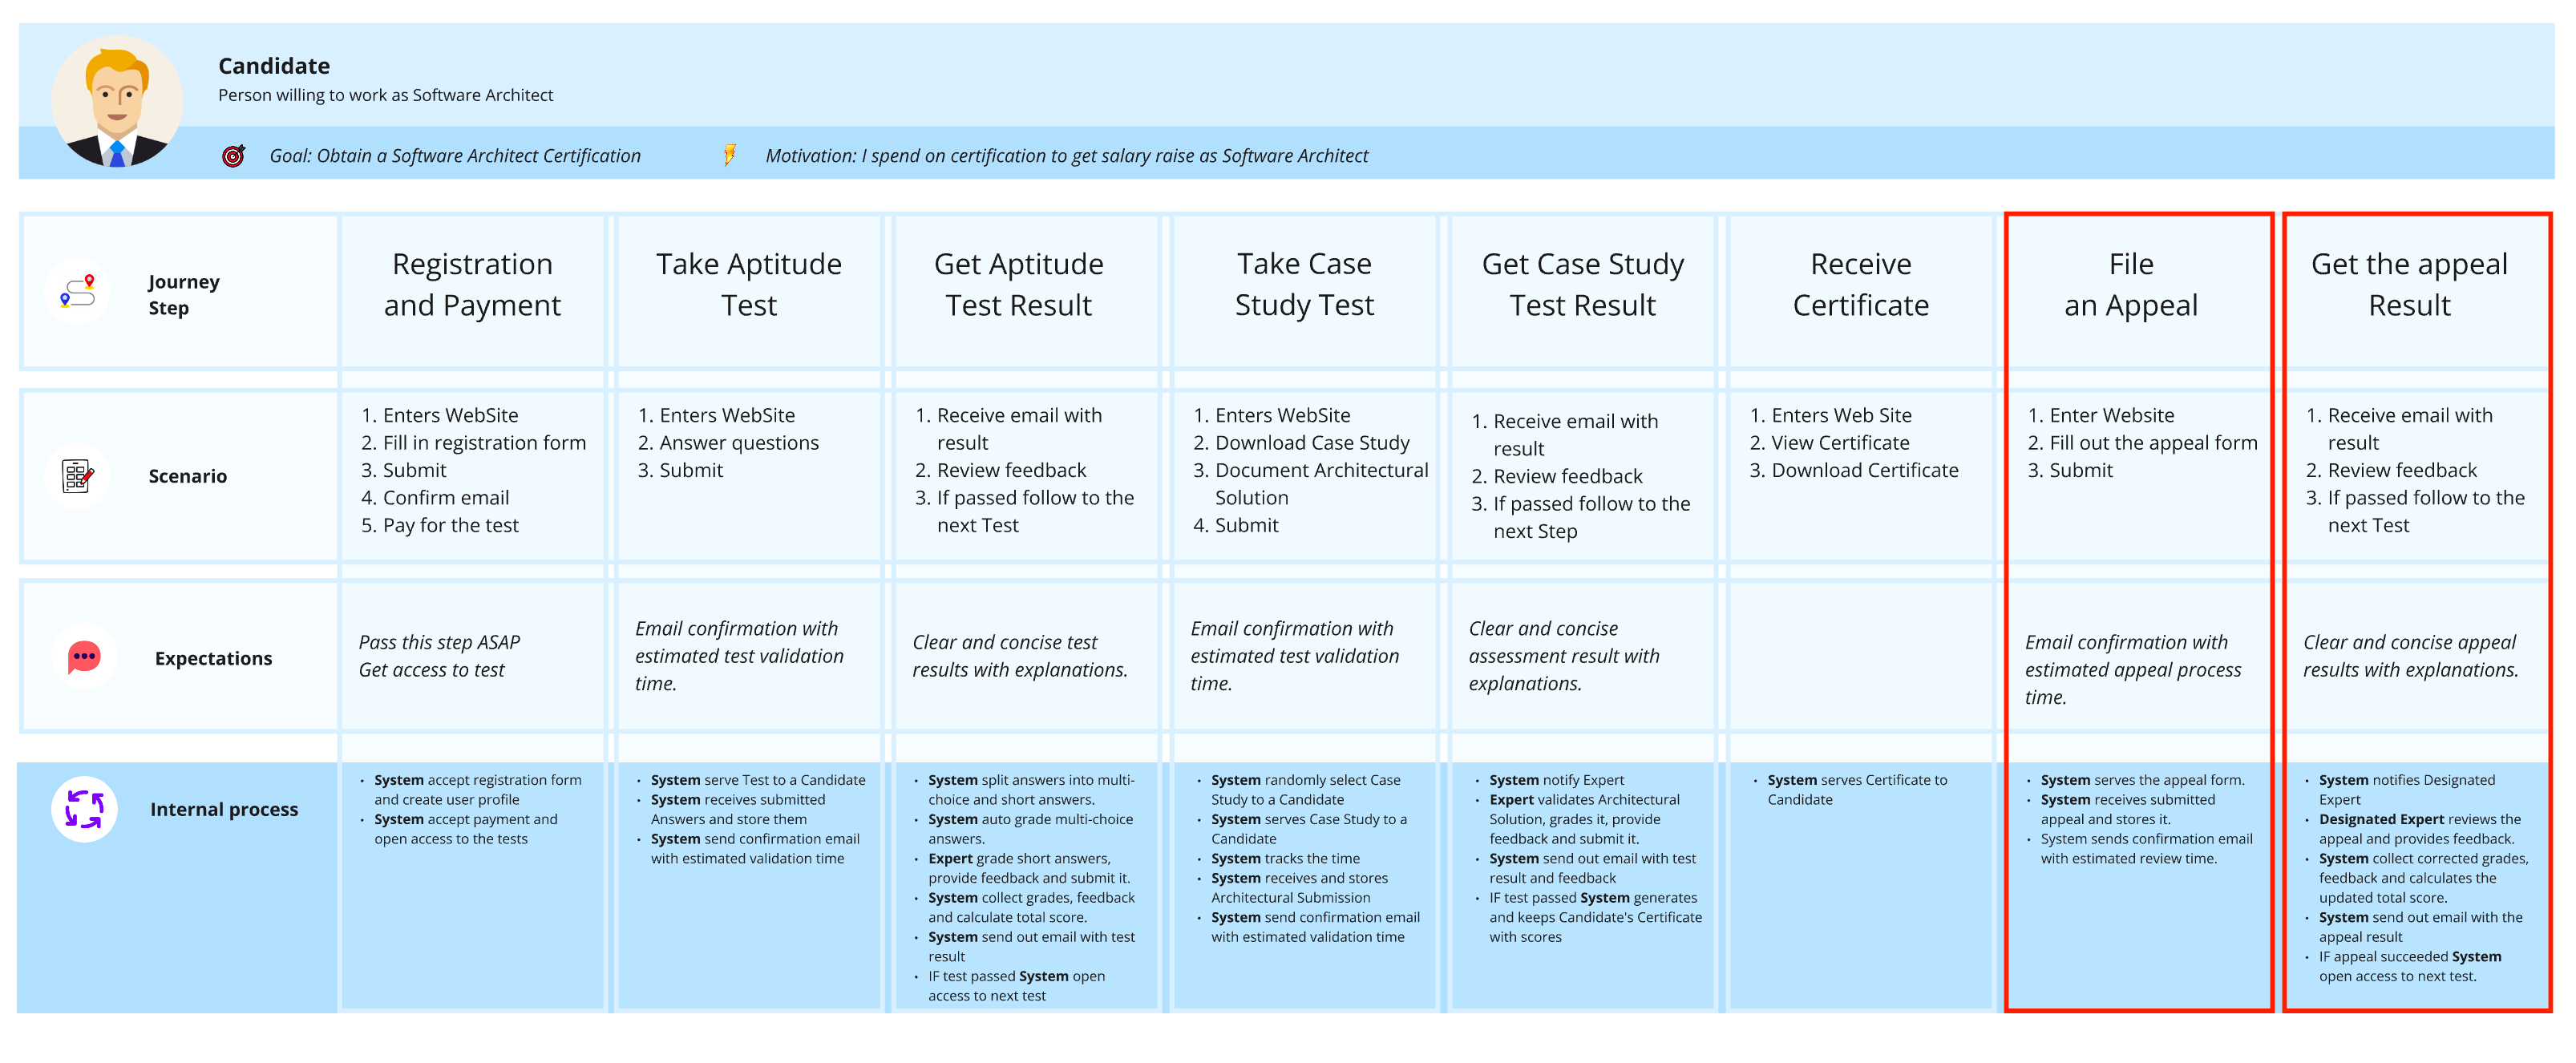 Candidate
Person willing to work as Software Architect
Goal: Obtain a Software Architect Certification
Motivation: I spend on certification to get salary raise as Software Architect
Journey
Step
Registration
and Payment
Take Aptitude
Test
Get Aptitude
Test Result
Take Case
Study Test
Get Case Study
Test Result
Receive
Certificate
File
an Appeal
Get the appeal
Result
Scenario
1. Enters WebSite
2. Fill in registration form
3. Submit
4. Confirm email
5. Pay for the test
1. Enters WebSite
2. Answer questions
3. Submit
1. Receive email with
result
2. Review feedback
3. If passed follow to the
next Test
1. Enters WebSite
2. Download Case Study
3. Document Architectural
Solution
4. Submit
1. Receive email with
result
2. Review feedback
3. If passed follow to the
next Step
1. Enters Web Site
2. View Certificate
3. Download Certificate
1. Enter Website
2. Fill out the appeal form
3. Submit
1. Receive email with
result
2. Review feedback
3. If passed follow to the
next Test
Expectations
Pass this step ASAP
Get access to test
Email confirmation with
estimated test validation
time.
Clear and concise test
results with explanations.
Email confirmation with
estimated test validation
time.
Clear and concise
assessment result with
explanations.
Email confirmation with
estimated appeal process
time.
Clear and concise appeal
results with explanations.
Internal process
• System accept registration form
and create user profile
• System accept payment and
open access to the tests
• System serve Test to a Candidate
• System receives submitted
Answers and store them
• System send confirmation email
with estimated validation time
• System split answers into multi-
choice and short answers.
• System auto grade multi-choice
answers.
• Expert grade short answers,
provide feedback and submit it.
• System collect grades, feedback
and calculate total score.
• System send out email with test
result
• IF test passed System open
access to next test
• System randomly select Case
Study to a Candidate
• System serves Case Study to a
Candidate
• System tracks the time
• System receives and stores
Architectural Submission
• System send confirmation email
with estimated validation time
• System notify Expert
• Expert validates Architectural
Solution, grades it, provide
feedback and submit it.
• System send out email with test
result and feedback
• IF test passed System generates
and keeps Candidate's Certificate
with scores
• System serves Certificate to
Candidate
• System serves the appeal form.
• System receives submitted
appeal and stores it.
• System sends confirmation email
with estimated review time.
• System notifies Designated
Expert
• Designated Expert reviews the
appeal and provides feedback.
• System collect corrected grades,
feedback and calculates the
updated total score.
• System send out email with the
appeal result
• IF appeal succeeded System
open access to next test.